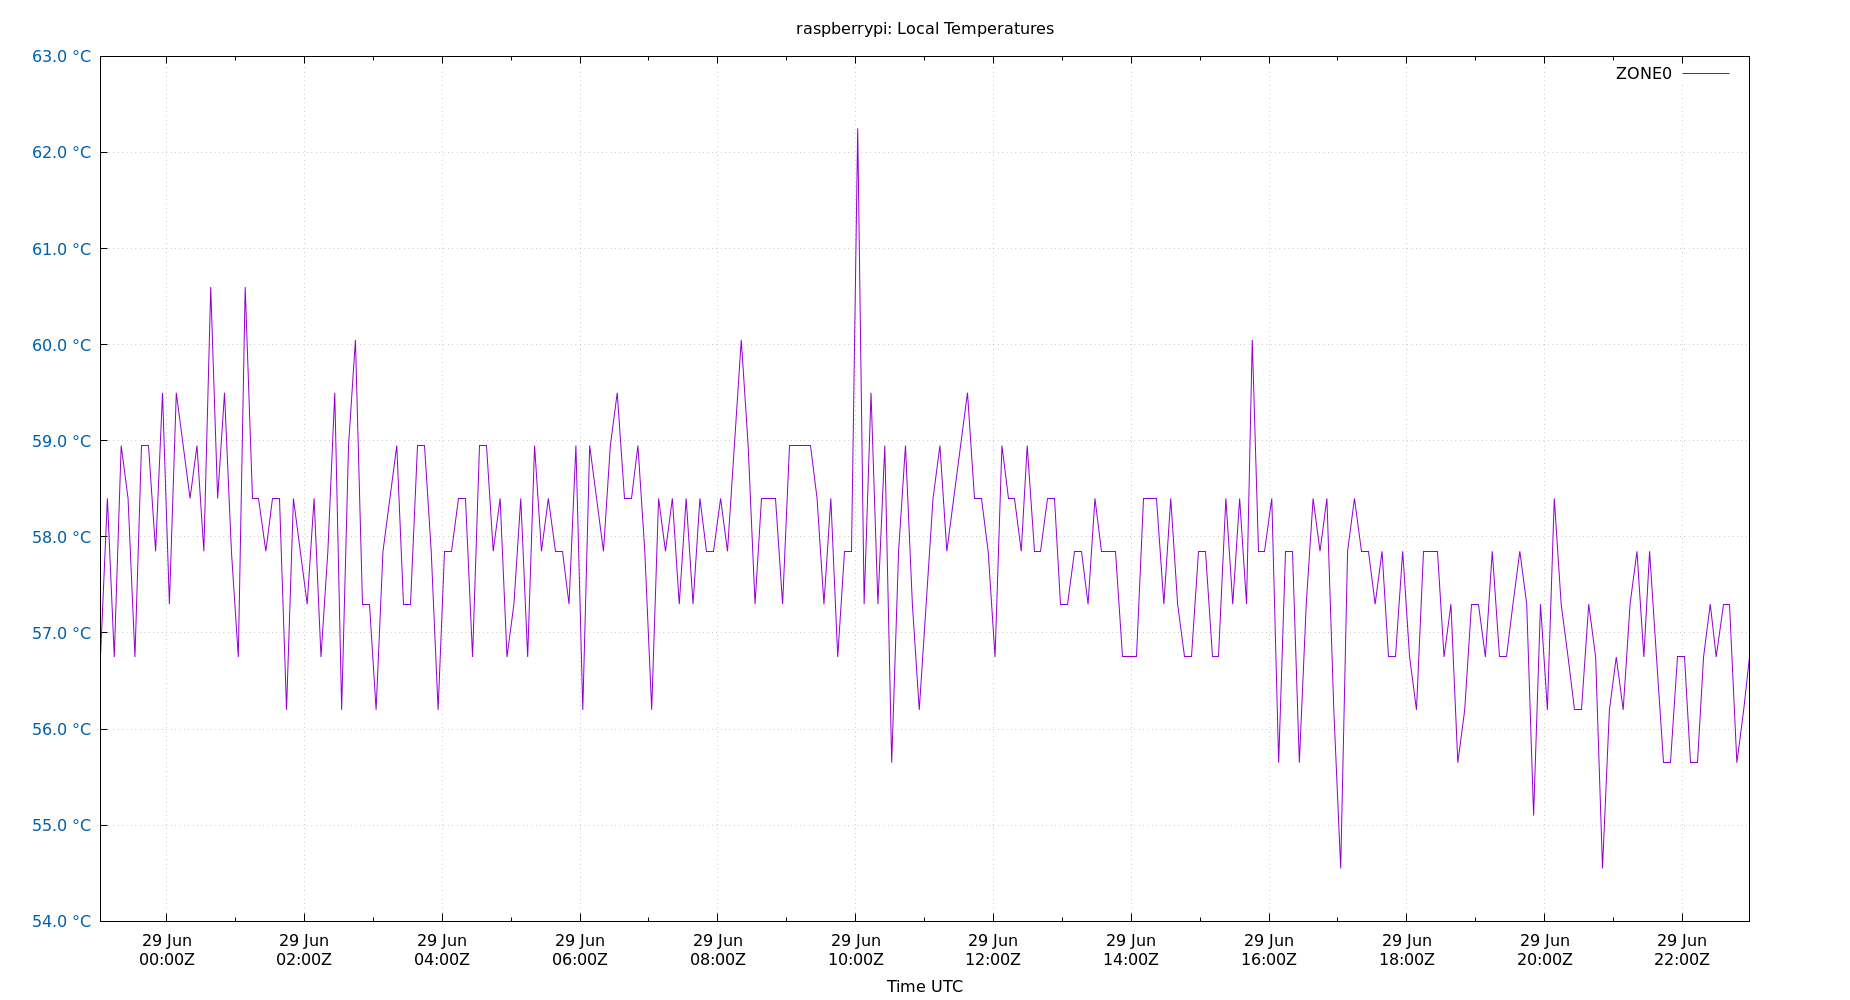 raspberrypi: Local Temperatures
63.0 °C
ZONE0
62.0 °C
61.0 °C
60.0 °C
59.0 °C
58.0 °C
57.0 °C
56.0 °C
55.0 °C
54.0 °C
29 Jun 29 Jun 29 Jun 29 Jun 29 Jun 29 Jun 29 Jun 29 Jun 29 Jun 29 Jun 29 Jun 29 Jun
00:00Z 02:00Z 04:00Z 06:00Z 08:00Z 10:00Z 12:00Z 14:00Z 16:00Z 18:00Z 20:00Z 22:00Z
Time UTC